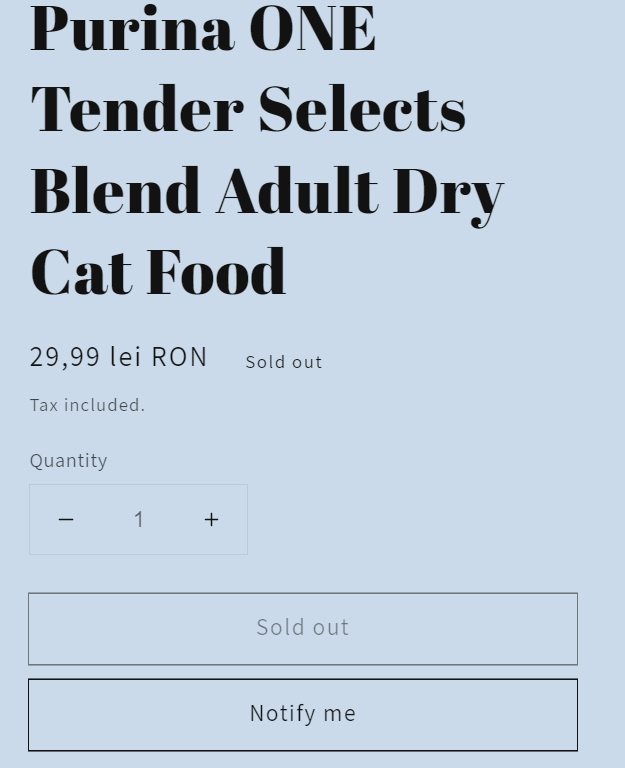 Purina ONE
Tender Selects
Blend Adult Dry
Cat Food
29,99 lei RON Sold out
Tax included.
Quantity
− 1 +
Sold out
Notify me